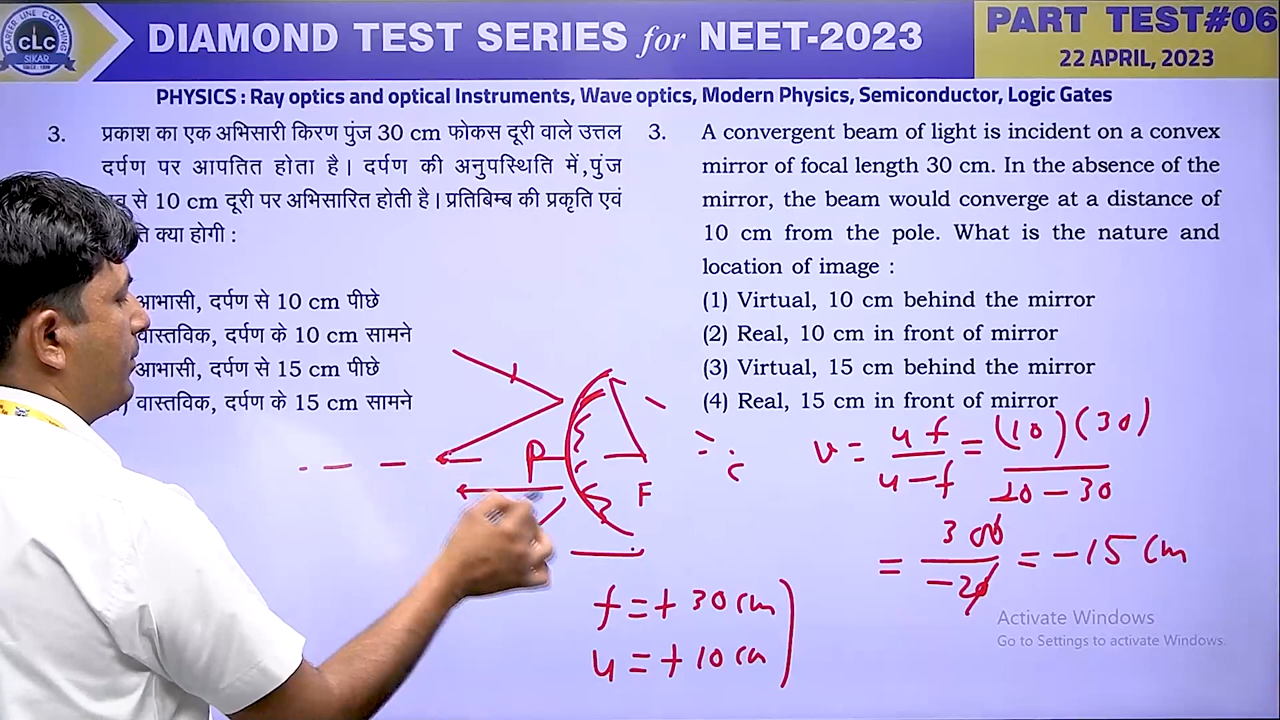 CAREER LINE COACHING
CLC
SIKAR
DIAMOND TEST SERIES for NEET-2023
PART TEST#06
22 APRIL, 2023
PHYSICS : Ray optics and optical Instruments, Wave optics, Modern Physics, Semiconductor, Logic Gates
3. प्रकाश का एक अभिसारी किरण पुंज 30 cm फोकस दूरी वाले उत्तल
दर्पण पर आपतित होता है। दर्पण की अनुपस्थिति में,पुंज
से 10 cm दूरी पर अभिसारित होती है। प्रतिबिम्ब की प्रकृति एवं
क्या होगी :
आभासी, दर्पण से 10 cm पीछे
वास्तविक, दर्पण के 10 cm सामने
आभासी, दर्पण से 15 cm पीछे
वास्तविक, दर्पण के 15 cm सामने
3. A convergent beam of light is incident on a convex
mirror of focal length 30 cm. In the absence of the
mirror, the beam would converge at a distance of
10 cm from the pole. What is the nature and
location of image :
(1) Virtual, 10 cm behind the mirror
(2) Real, 10 cm in front of mirror
(3) Virtual, 15 cm behind the mirror
(4) Real, 15 cm in front of mirror
P
F
C
f = + 30 cm
u = + 10 cm
v = uf / u - f = (10)(30) / 10 - 30
= 300 / -20 = -15 cm
Activate Windows
Go to Settings to activate Windows.